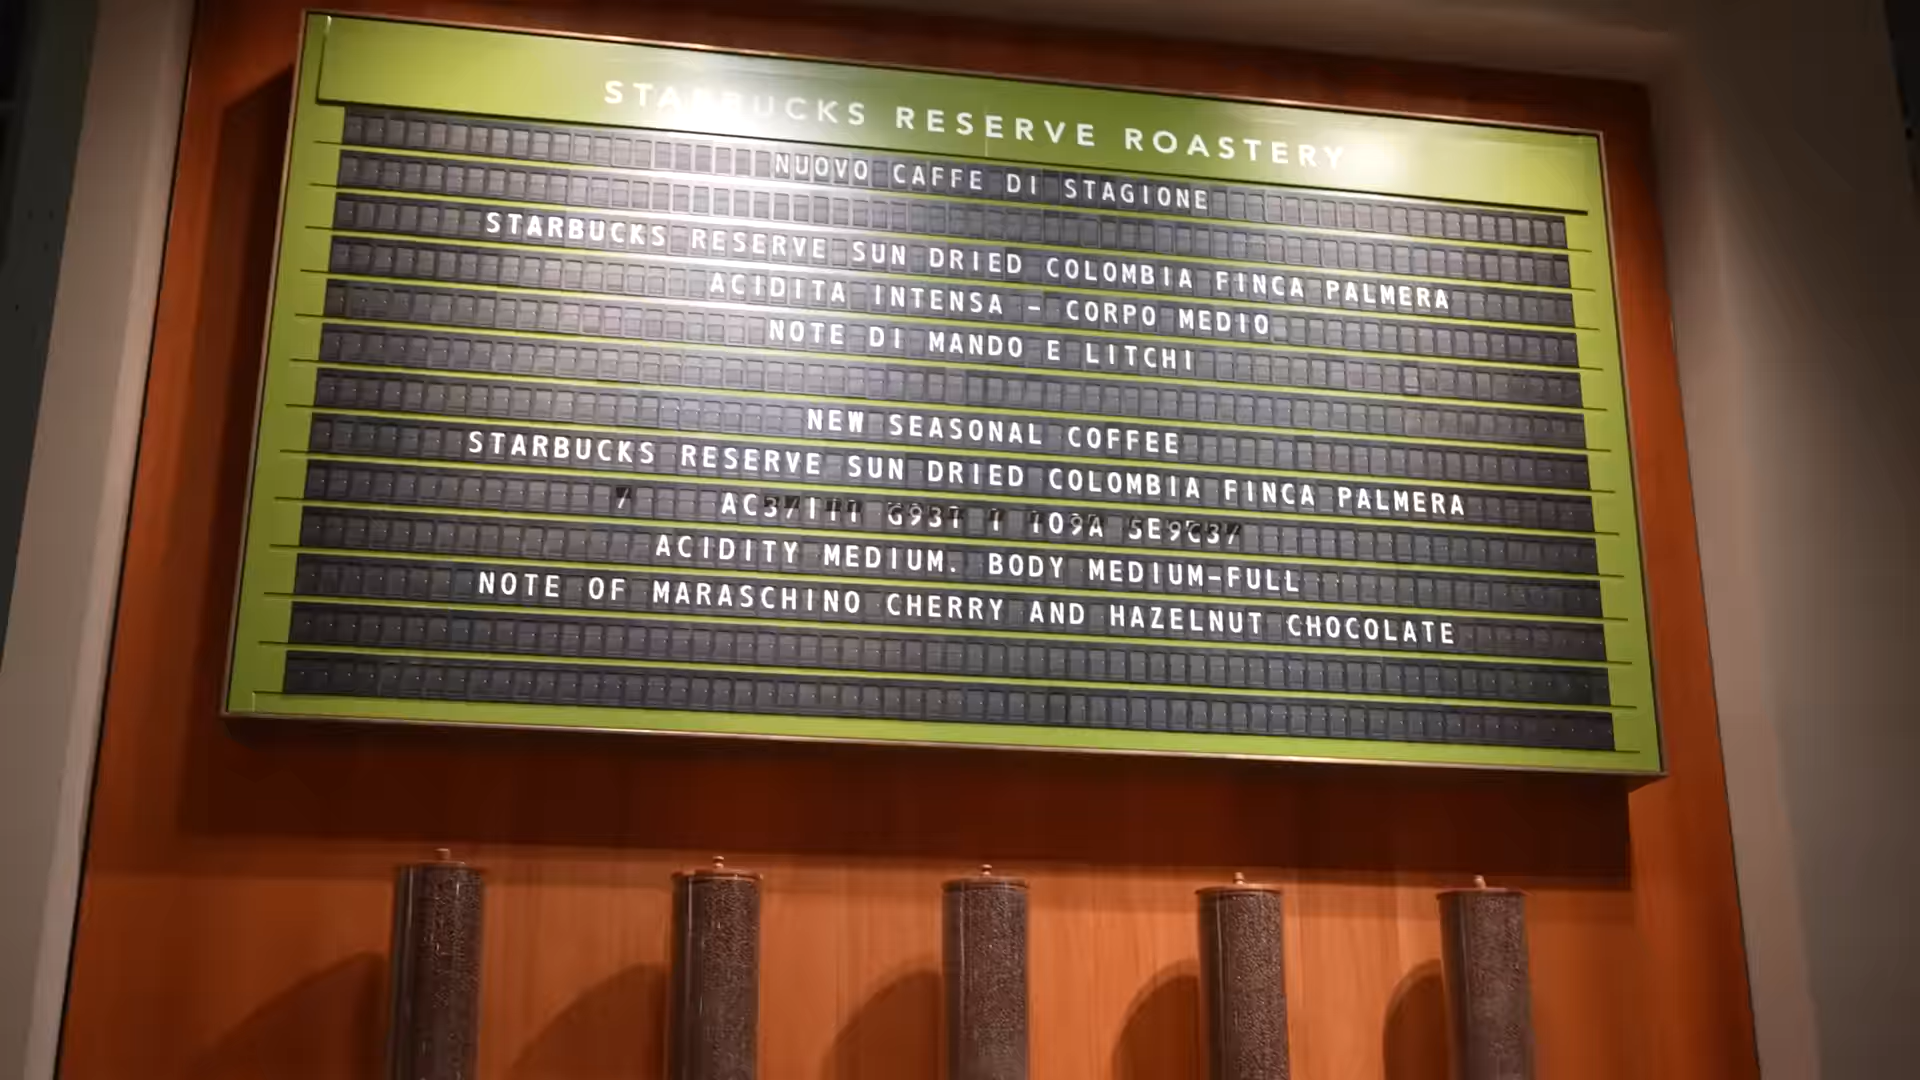 STARBUCKS RESERVE ROASTERY
NUOVO CAFFE DI STAGIONE
STARBUCKS RESERVE SUN DRIED COLOMBIA FINCA PALMERA
ACIDITA INTENSA - CORPO MEDIO
NOTE DI MANDO E LITCHI
NEW SEASONAL COFFEE
STARBUCKS RESERVE SUN DRIED COLOMBIA FINCA PALMERA
ACIDITY MEDIUM. BODY MEDIUM-FULL
NOTE OF MARASCHINO CHERRY AND HAZELNUT CHOCOLATE